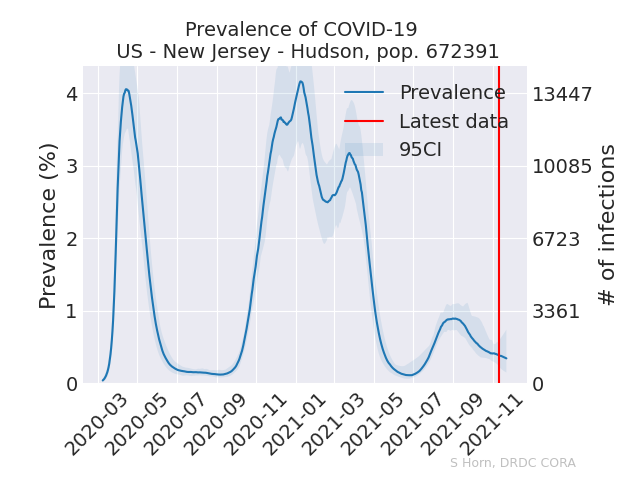 Prevalence of COVID-19
US - New Jersey - Hudson, pop. 672391
Prevalence (%)
4
3
2
1
0
Prevalence
Latest data
95CI
13447
10085
6723
3361
0
# of infections
2020-03
2020-05
2020-07
2020-09
2020-11
2021-01
2021-03
2021-05
2021-07
2021-09
2021-11
S Horn, DRDC CORA